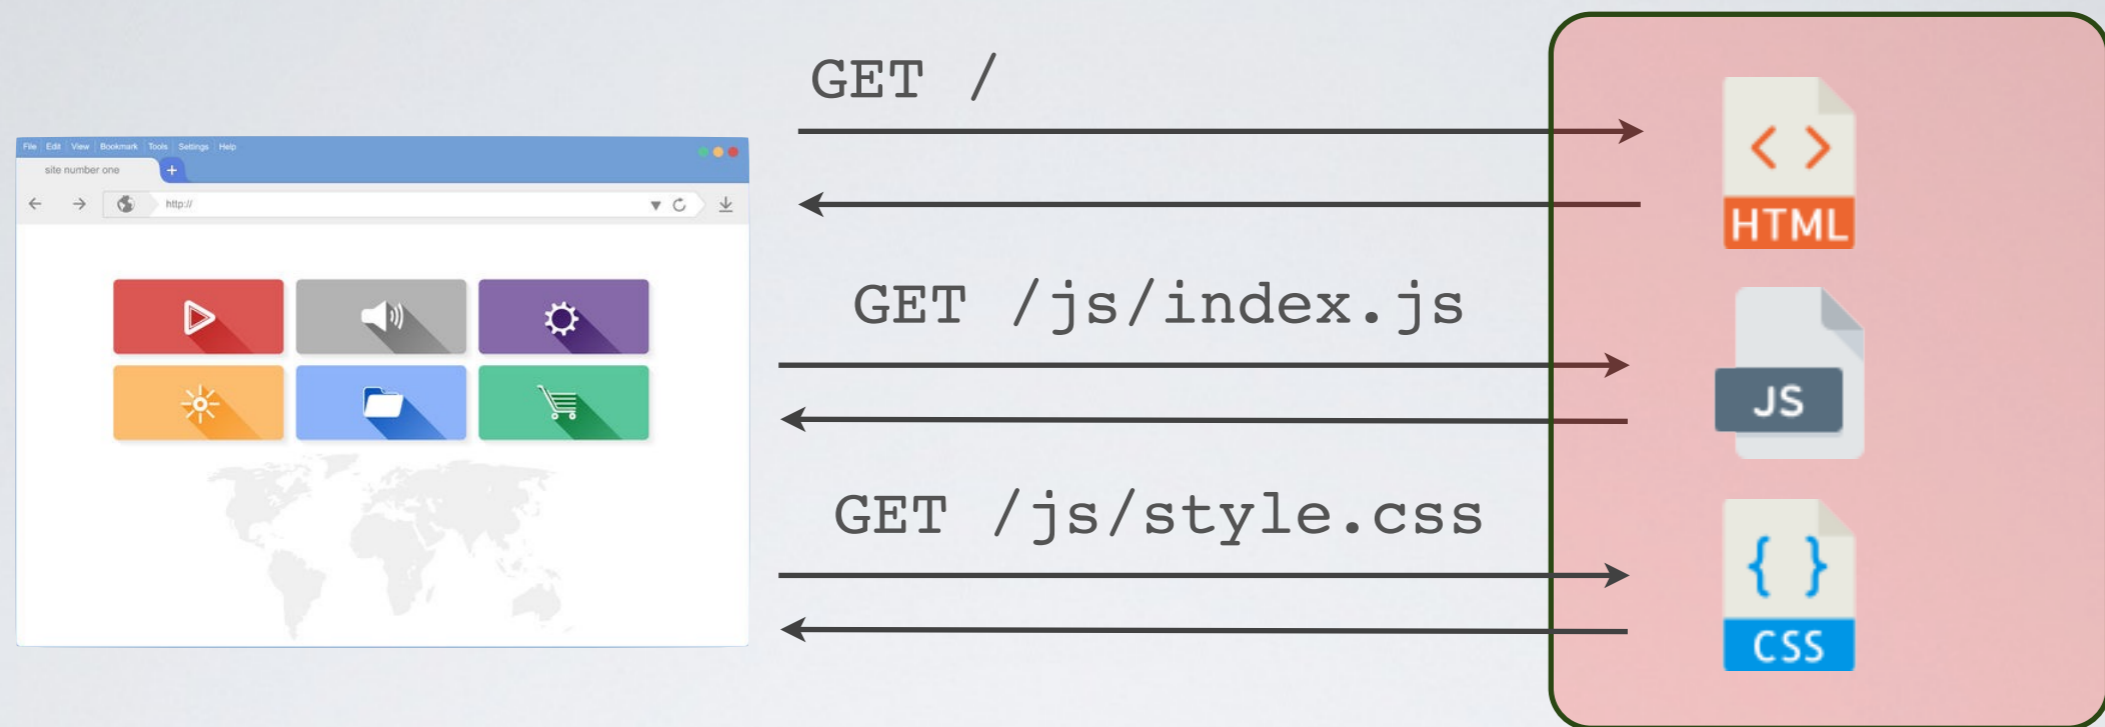 GET /
File Edit View Bookmark Tools Settings Help
site number one
http://
HTML
GET /js/index.js
JS
GET /js/style.css
CSS